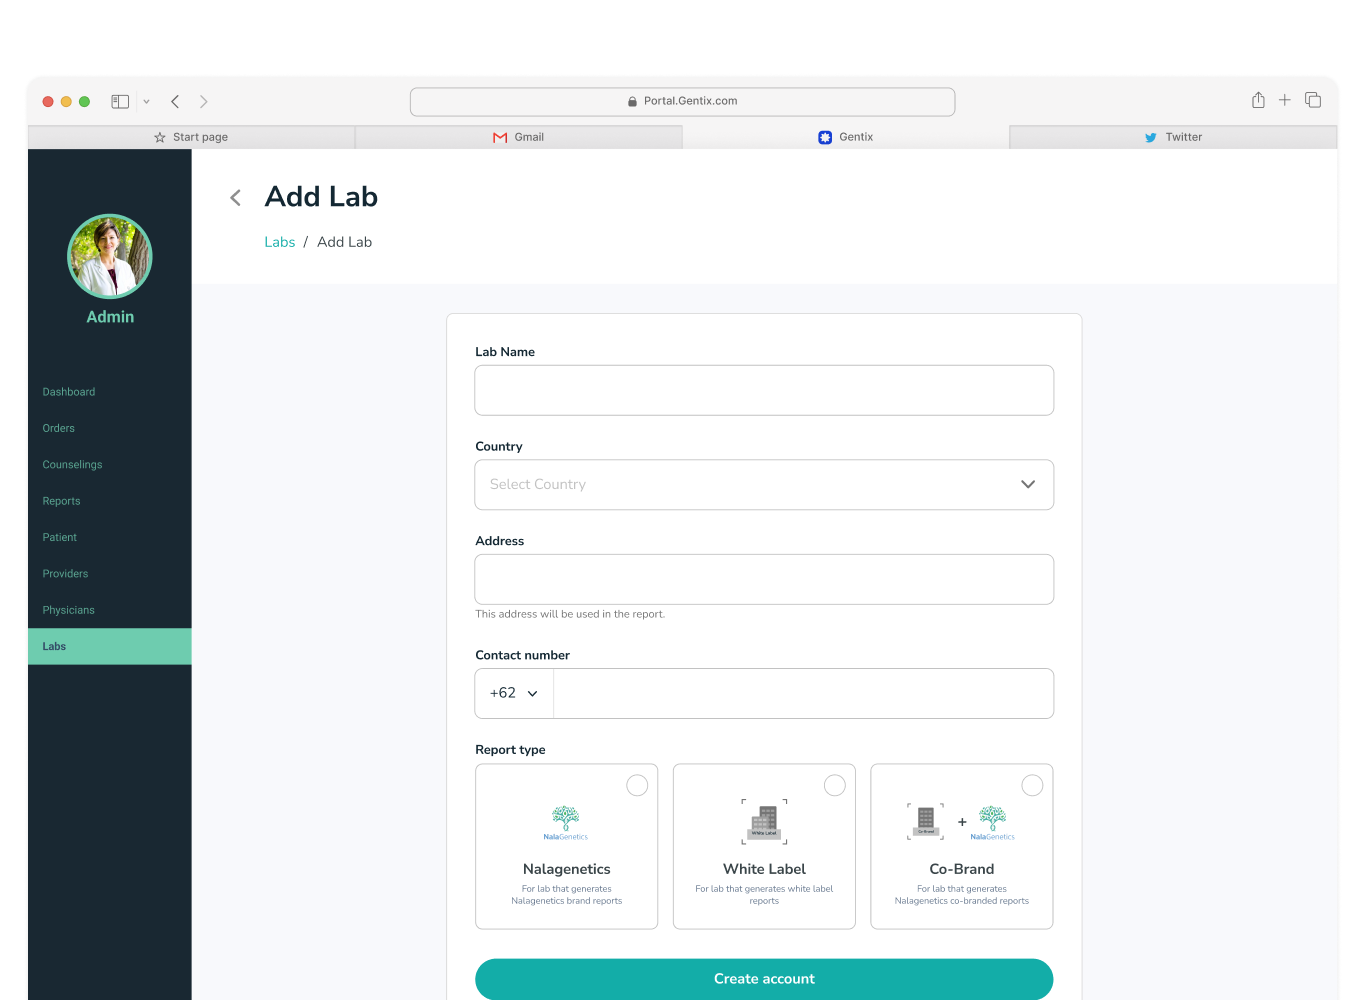 Portal.Gentix.com
Start page
Gmail
Gentix
Twitter
Add Lab
Labs / Add Lab
Admin
Dashboard
Orders
Counselings
Reports
Patient
Providers
Physicians
Labs
Lab Name
Country
Select Country
Address
This address will be used in the report.
Contact number
+62
Report type
NalaGenetics
Nalagenetics
For lab that generates
Nalagenetics brand reports
White Label
White Label
For lab that generates white label
reports
Co-Brand
+
NalaGenetics
Co-Brand
For lab that generates
Nalagenetics co-branded reports
Create account